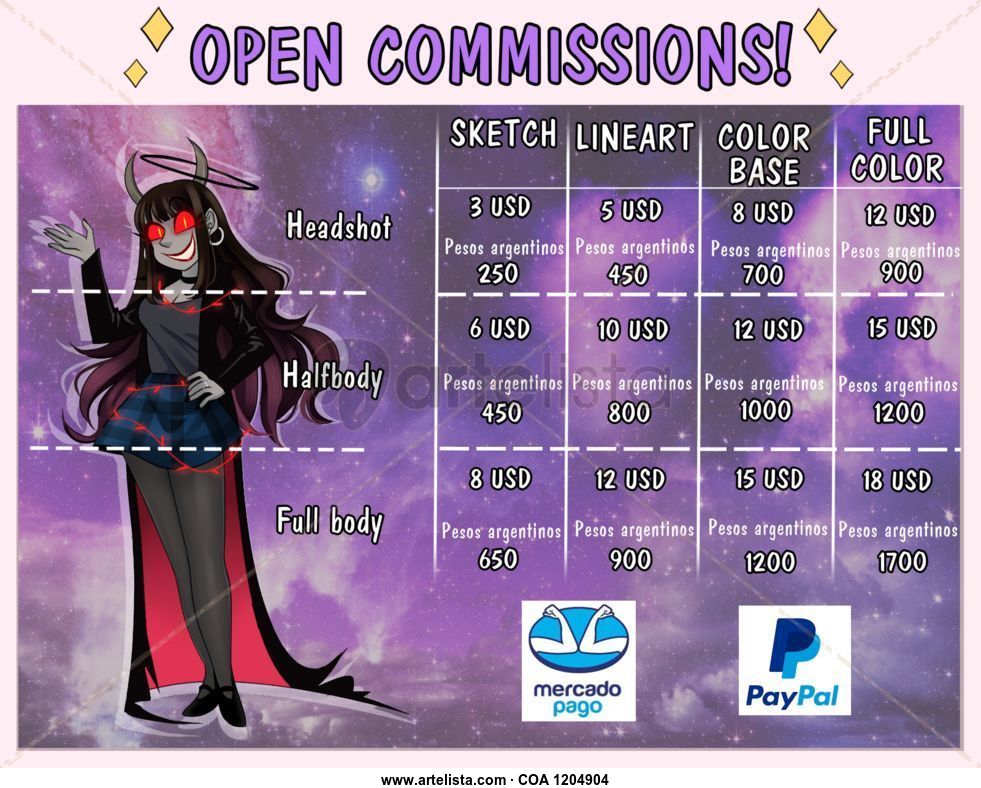 OPEN COMMISSIONS!
SKETCH LINEART COLOR BASE FULL COLOR
Headshot
3 USD 5 USD 8 USD 12 USD
Pesos argentinos Pesos argentinos Pesos argentinos Pesos argentinos
250 450 700 900
Halfbody
6 USD 10 USD 12 USD 15 USD
Pesos argentinos Pesos argentinos Pesos argentinos Pesos argentinos
450 800 1000 1200
Full body
8 USD 12 USD 15 USD 18 USD
Pesos argentinos Pesos argentinos Pesos argentinos Pesos argentinos
650 900 1200 1700
artelista
mercado
pago
PayPal
www.artelista.com · COA 1204904